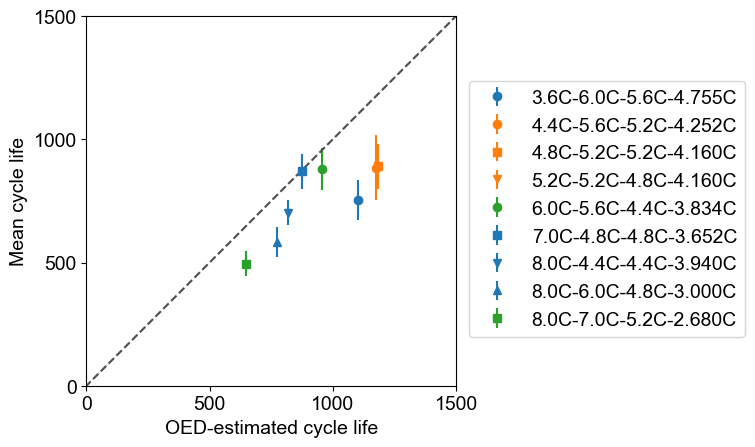 1500
1000
500
0
Mean cycle life
0 500 1000 1500
OED-estimated cycle life
3.6C-6.0C-5.6C-4.755C
4.4C-5.6C-5.2C-4.252C
4.8C-5.2C-5.2C-4.160C
5.2C-5.2C-4.8C-4.160C
6.0C-5.6C-4.4C-3.834C
7.0C-4.8C-4.8C-3.652C
8.0C-4.4C-4.4C-3.940C
8.0C-6.0C-4.8C-3.000C
8.0C-7.0C-5.2C-2.680C